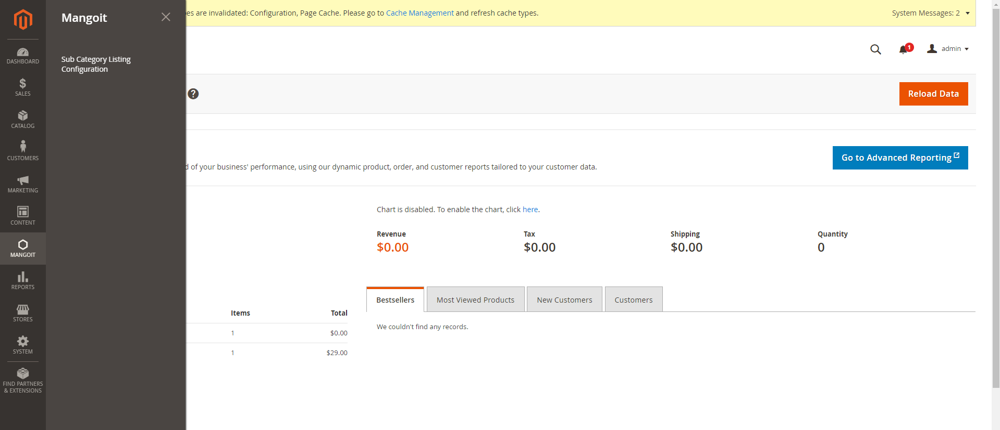 Mangoit
Sub Category Listing
Configuration
DASHBOARD
SALES
CATALOG
CUSTOMERS
MARKETING
CONTENT
MANGOIT
REPORTS
STORES
SYSTEM
FIND PARTNERS
& EXTENSIONS
es are invalidated: Configuration, Page Cache. Please go to Cache Management and refresh cache types.
System Messages: 2
1
admin
?
Reload Data
d of your business' performance, using our dynamic product, order, and customer reports tailored to your customer data.
Go to Advanced Reporting
Chart is disabled. To enable the chart, click here.
Revenue Tax Shipping Quantity
$0.00 $0.00 $0.00 0
Bestsellers Most Viewed Products New Customers Customers
We couldn't find any records.
Items Total
1 $0.00
1 $29.00